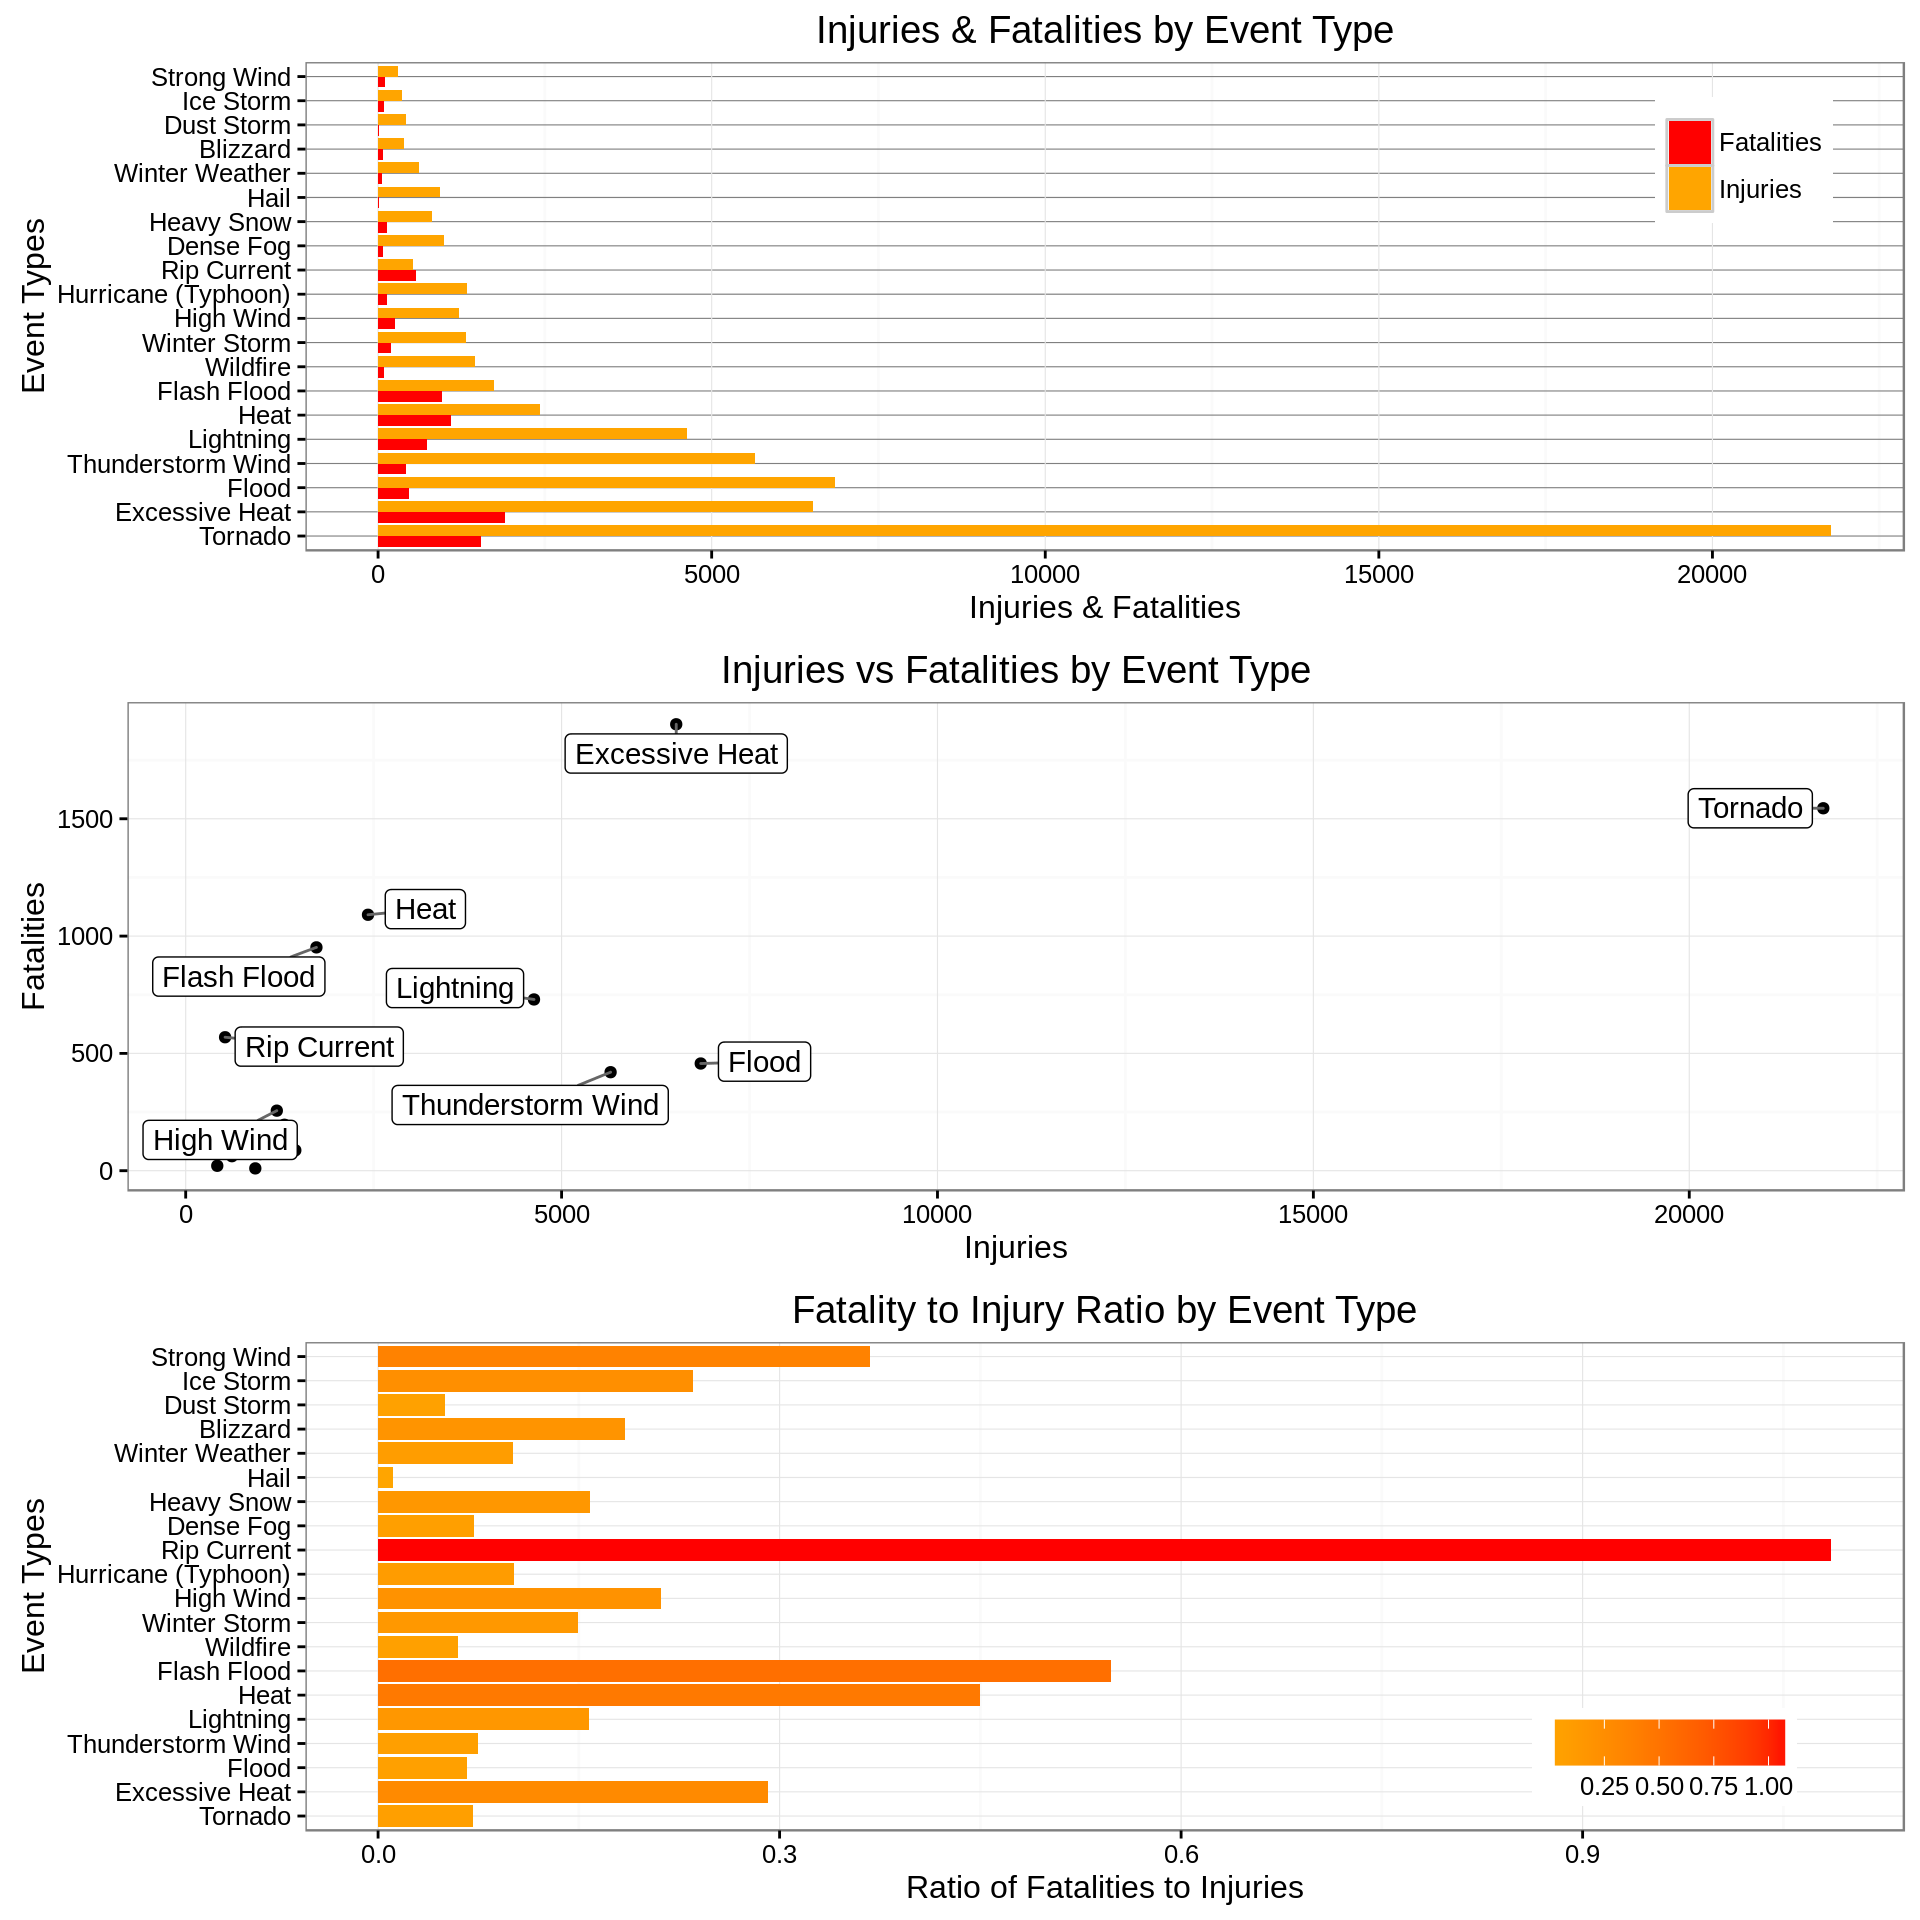 Injuries & Fatalities by Event Type
Event Types
Strong Wind
Ice Storm
Dust Storm
Blizzard
Winter Weather
Hail
Heavy Snow
Dense Fog
Rip Current
Hurricane (Typhoon)
High Wind
Winter Storm
Wildfire
Flash Flood
Heat
Lightning
Thunderstorm Wind
Flood
Excessive Heat
Tornado
Fatalities
Injuries
0 5000 10000 15000 20000
Injuries & Fatalities
Injuries vs Fatalities by Event Type
Fatalities
1500
1000
500
0
Excessive Heat
Tornado
Heat
Flash Flood
Lightning
Rip Current
Flood
Thunderstorm Wind
High Wind
0 5000 10000 15000 20000
Injuries
Fatality to Injury Ratio by Event Type
Event Types
Strong Wind
Ice Storm
Dust Storm
Blizzard
Winter Weather
Hail
Heavy Snow
Dense Fog
Rip Current
Hurricane (Typhoon)
High Wind
Winter Storm
Wildfire
Flash Flood
Heat
Lightning
Thunderstorm Wind
Flood
Excessive Heat
Tornado
0.25 0.50 0.75 1.00
0.0 0.3 0.6 0.9
Ratio of Fatalities to Injuries